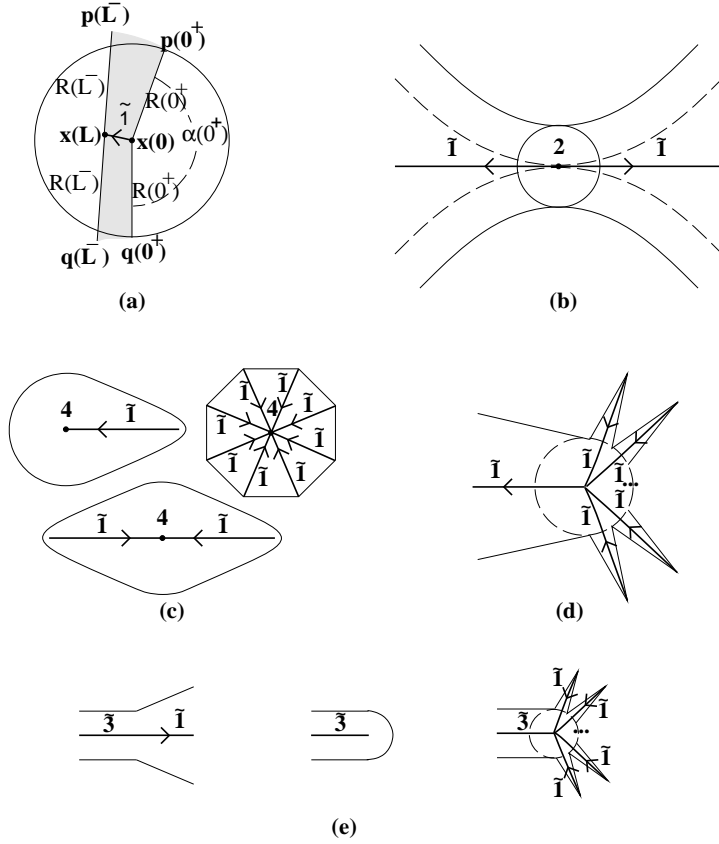 p(L⁻) p(0⁺)
R(L⁻) R(0⁺)
1̃ α(0⁺)
x(L) x(0)
R(L⁻) R(0⁺)
q(L⁻) q(0⁺)
(a)
2
1̃ 1̃
(b)
4 1̃
1̃ 1̃
1̃ 1̃
4
1̃ 1̃
1̃ 1̃
4
1̃ 1̃
(c)
1̃ 1̃
1̃ •••
1̃ 1̃
(d)
3̃ 1̃
3̃
1̃
1̃
3̃ •••
1̃
1̃
(e)